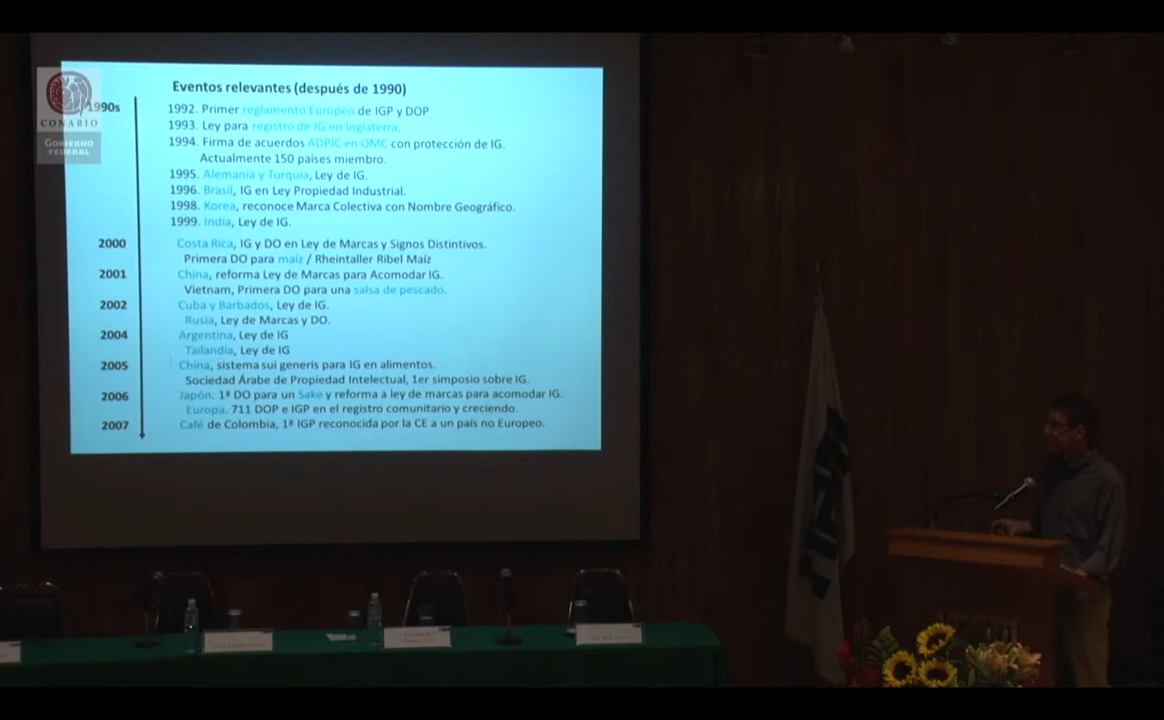 CONABIO
GOBIERNO
FEDERAL
Eventos relevantes (después de 1990)
1990s
1992. Primer reglamento Europeo de IGP y DOP
1993. Ley para registro de IG en Inglaterra.
1994. Firma de acuerdos ADPIC en OMC con protección de IG.
Actualmente 150 países miembro.
1995. Alemania y Turquia, Ley de IG.
1996. Brasil, IG en Ley Propiedad Industrial.
1998. Korea, reconoce Marca Colectiva con Nombre Geográfico.
1999. India, Ley de IG.
2000 Costa Rica, IG y DO en Ley de Marcas y Signos Distintivos.
Primera DO para maíz / Rheintaller Ribel Maíz
2001 China, reforma Ley de Marcas para Acomodar IG.
Vietnam, Primera DO para una salsa de pescado.
2002 Cuba y Barbados, Ley de IG.
Rusia, Ley de Marcas y DO.
2004 Argentina, Ley de IG
Tailandia, Ley de IG
2005 China, sistema sui generis para IG en alimentos.
Sociedad Árabe de Propiedad Intelectual, 1er simposio sobre IG.
2006 Japón. 1ª DO para un Sake y reforma a ley de marcas para acomodar IG.
Europa. 711 DOP e IGP en el registro comunitario y creciendo.
2007 Café de Colombia, 1ª IGP reconocida por la CE a un país no Europeo.